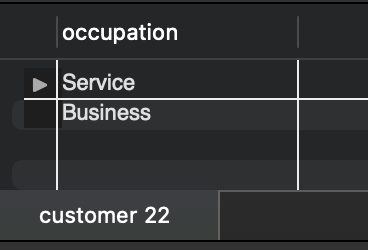 occupation
Service
Business
customer 22